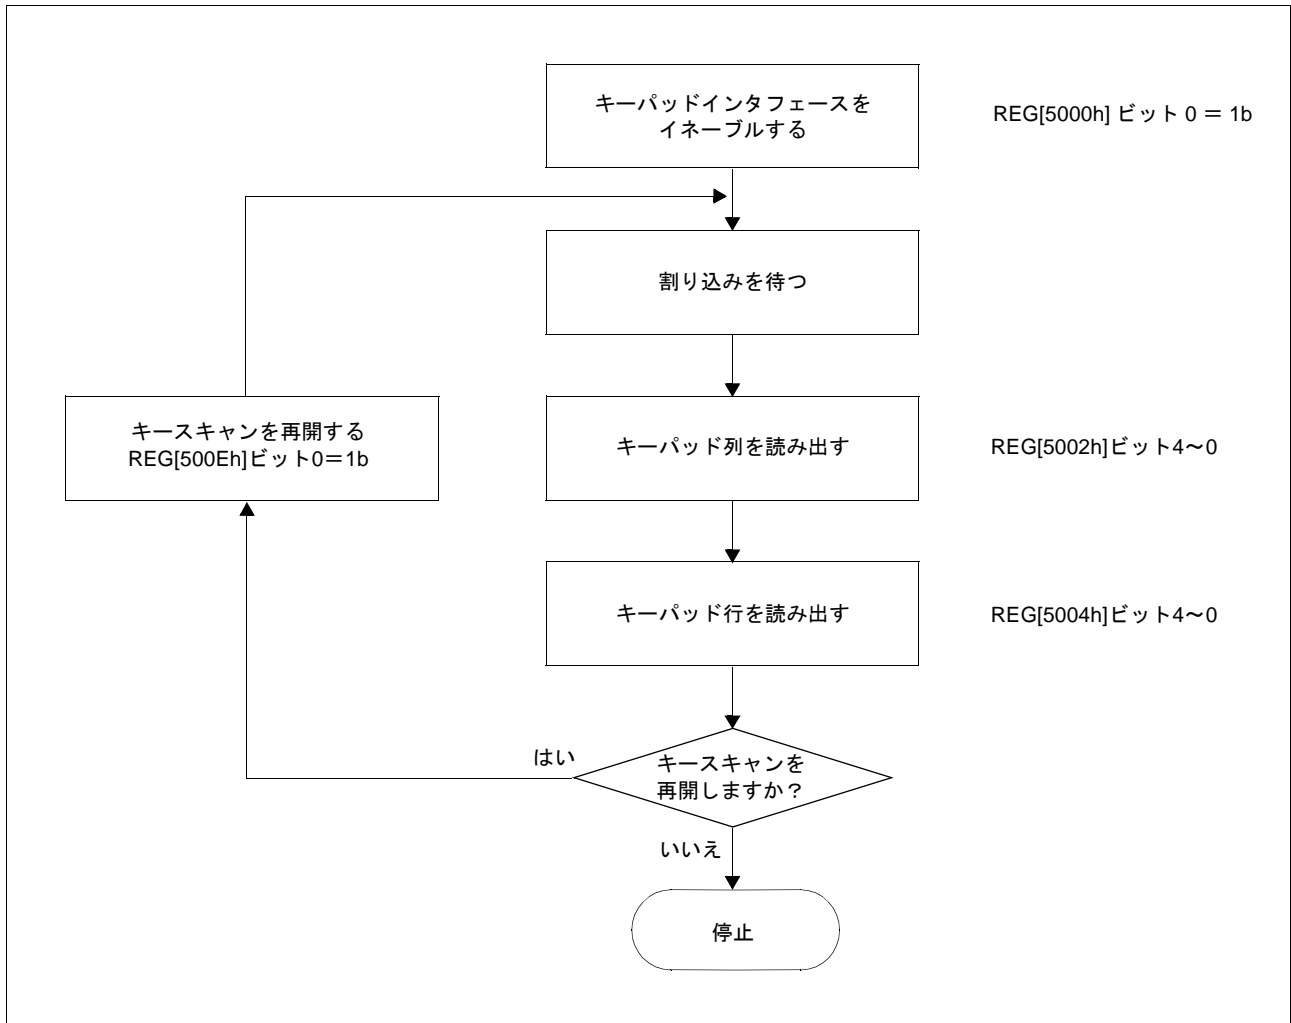 キーパッドインタフェースを
イネーブルする
REG[5000h] ビット 0 = 1b
割り込みを待つ
キースキャンを再開する
REG[500Eh]ビット0=1b
キーパッド列を読み出す
REG[5002h]ビット4〜0
キーパッド行を読み出す
REG[5004h]ビット4〜0
はい
キースキャンを
再開しますか？
いいえ
停止